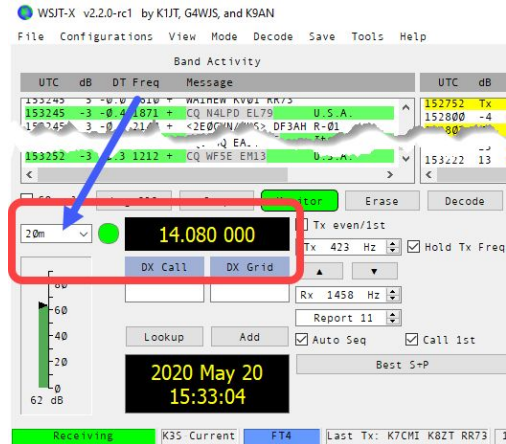 WSJT-X v2.2.0-rc1 by K1JT, G4WJS, and K9AN
File Configurations View Mode Decode Save Tools Help
Band Activity
UTC dB DT Freq Message
UTC dB
153245 -3 -0.4 1871 + CQ N4LPD EL79 U.S.A.
152752 Tx
152800 -4
153252 -3 1212 + CQ WF5E EM13 U.S.A.
153222 13
Erase Decode
20m 14.080 000
Tx even/1st
Tx 423 Hz Hold Tx Freq
DX Call DX Grid
Rx 1458 Hz
Report 11
80
60
40
20
0
62 dB
Lookup Add
Auto Seq Call 1st
Best S+P
2020 May 20
15:33:04
Receiving K3S Current FT4 Last Tx: K7CMI K8ZT RR73